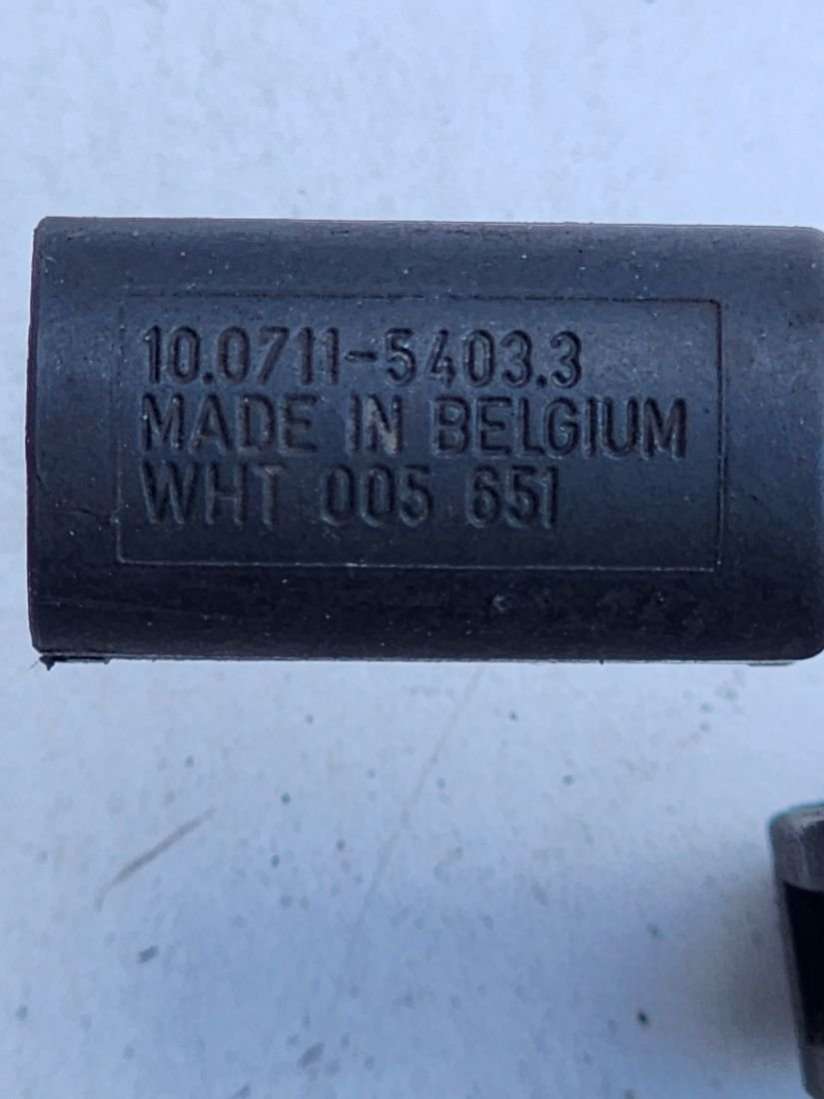 10.0711-5403.3
MADE IN BELGIUM
WHT 005 651